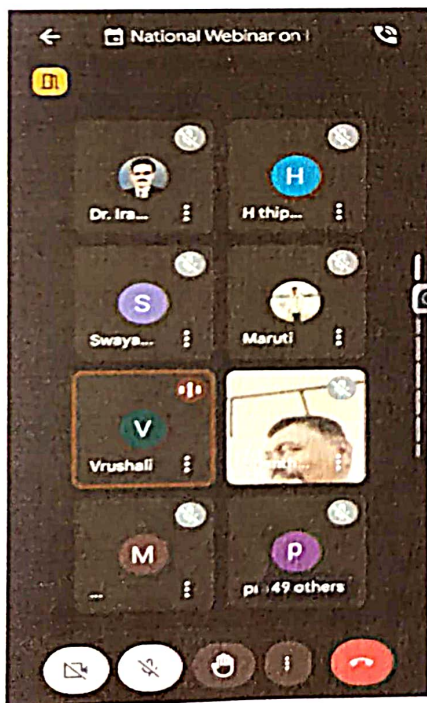 National Webinar on I
Dr. Ira... H thip...
H
S
Swaya... Maruti
V
Vrushali
M P
... 49 others